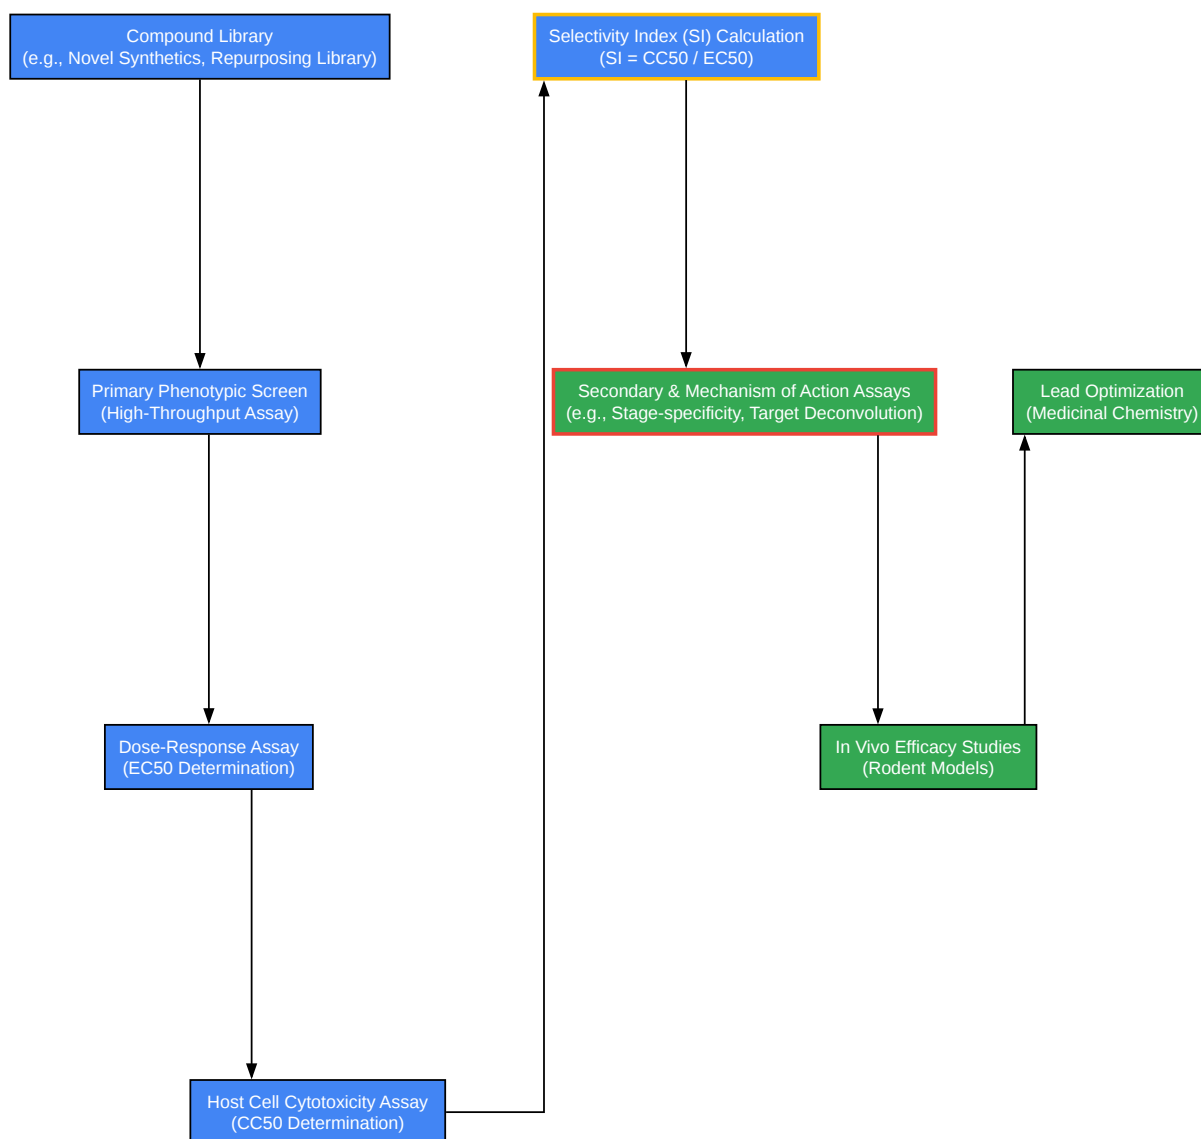 Compound Library
(e.g., Novel Synthetics, Repurposing Library)
Primary Phenotypic Screen
(High-Throughput Assay)
Dose-Response Assay
(EC50 Determination)
Host Cell Cytotoxicity Assay
(CC50 Determination)
Selectivity Index (SI) Calculation
(SI = CC50 / EC50)
Secondary & Mechanism of Action Assays
(e.g., Stage-specificity, Target Deconvolution)
In Vivo Efficacy Studies
(Rodent Models)
Lead Optimization
(Medicinal Chemistry)